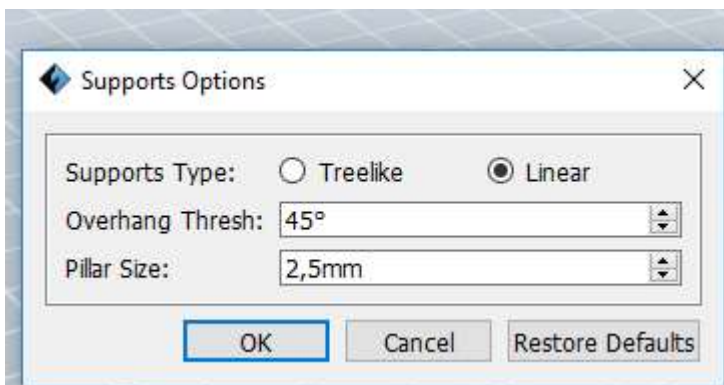 Supports Options
Supports Type: Treelike Linear
Overhang Thresh: 45°
Pillar Size: 2,5mm
OK Cancel Restore Defaults